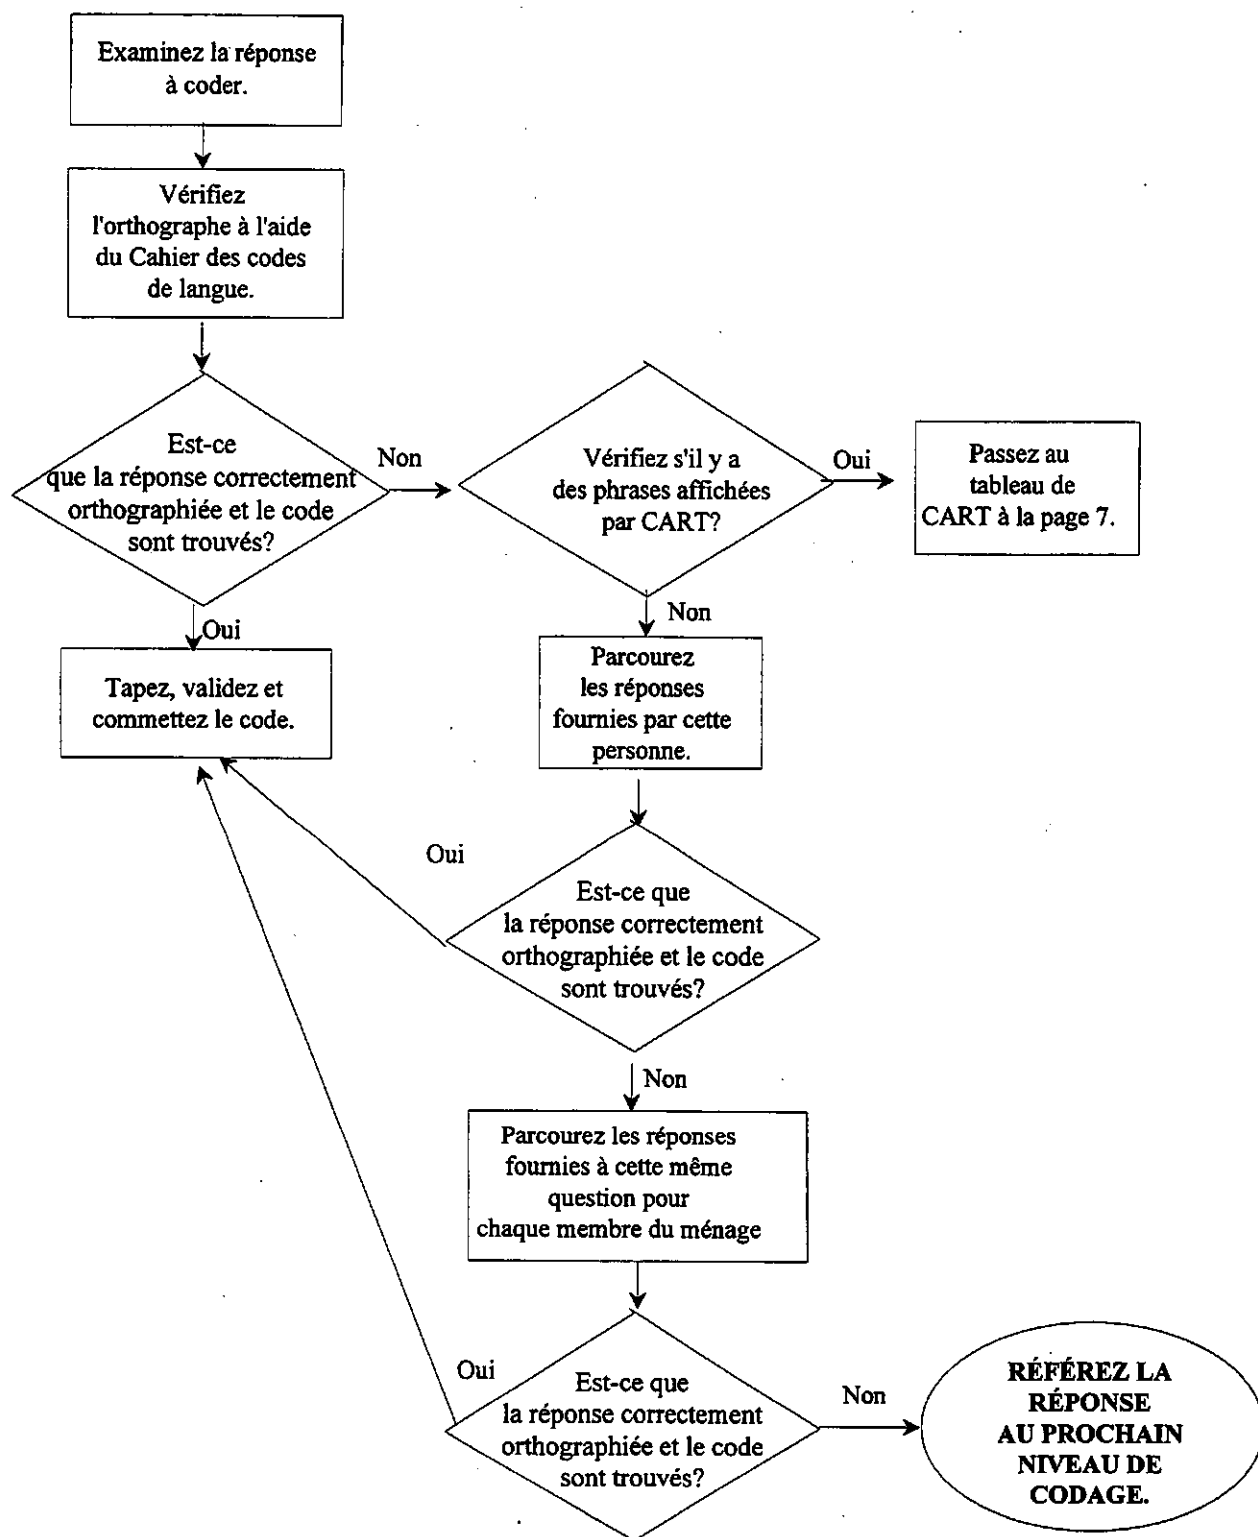 Examinez la réponse
à coder.
Vérifiez
l'orthographe à l'aide
du Cahier des codes
de langue.
Est-ce
que la réponse correctement
orthographiée et le code
sont trouvés?
Non
Vérifiez s'il y a
des phrases affichées
par CART?
Oui
Passez au
tableau de
CART à la page 7.
Oui
Tapez, validez et
commettez le code.
Non
Parcourez
les réponses
fournies par cette
personne.
Oui
Est-ce que
la réponse correctement
orthographiée et le code
sont trouvés?
Non
Parcourez les réponses
fournies à cette même
question pour
chaque membre du ménage
Oui
Est-ce que
la réponse correctement
orthographiée et le code
sont trouvés?
Non
RÉFÉREZ LA
RÉPONSE
AU PROCHAIN
NIVEAU DE
CODAGE.